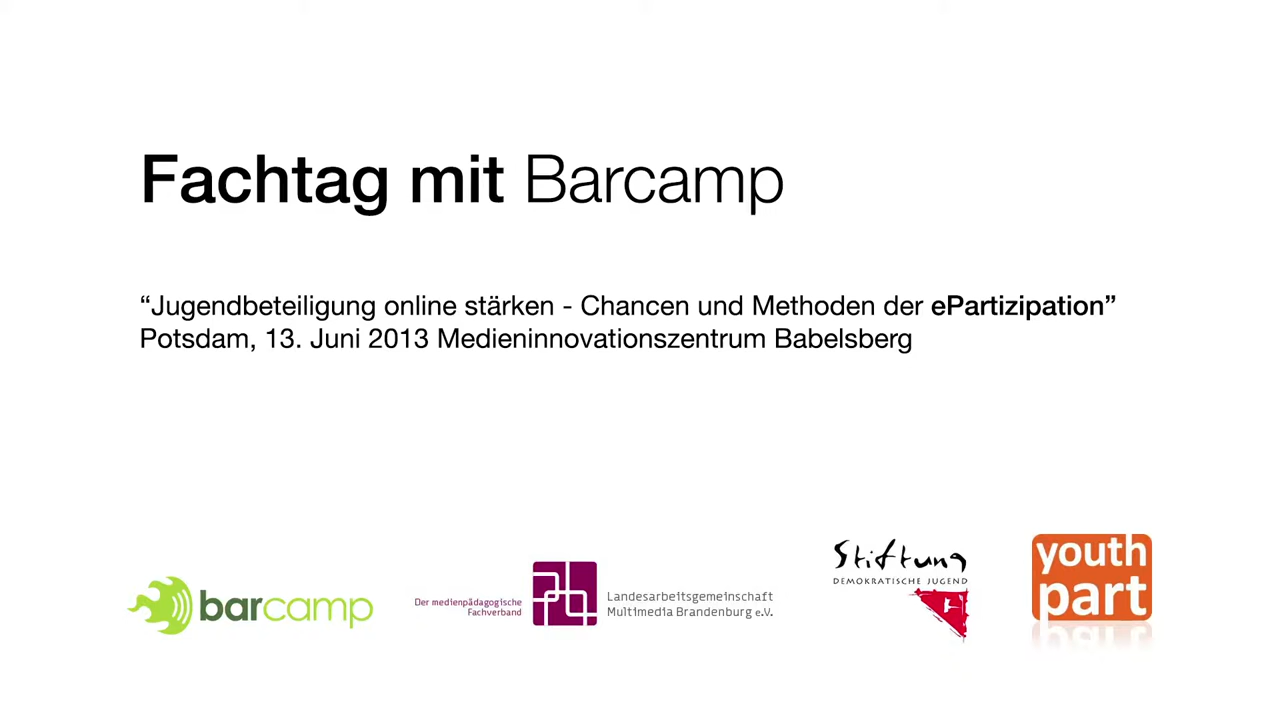 Fachtag mit Barcamp
“Jugendbeteiligung online stärken - Chancen und Methoden der ePartizipation”
Potsdam, 13. Juni 2013 Medieninnovationszentrum Babelsberg
barcamp
Der medienpädagogische
Fachverband
Landesarbeitsgemeinschaft
Multimedia Brandenburg e.V.
Stiftung
DEMOKRATISCHE JUGEND
youth
part